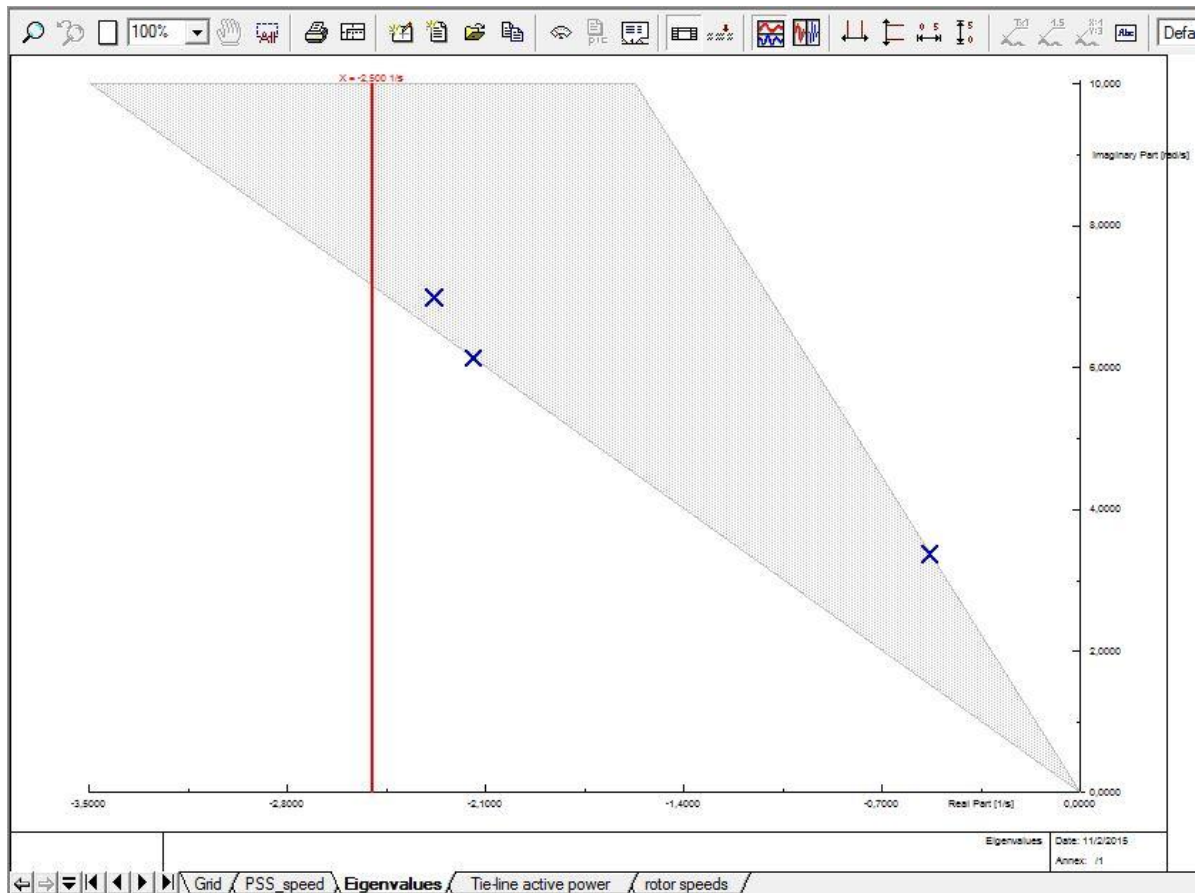 100%
Defa
X = -2,500 1/s
10,000
Imaginary Part [rad/s]
8,0000
6,0000
4,0000
2,0000
0,0000
-3,5000
-2,8000
-2,1000
-1,4000
-0,7000
Real Part [1/s]
0,0000
Eigenvalues
Date: 11/2/2015
Annex: /1
Grid
PSS_speed
Eigenvalues
Tie-line active power
rotor speeds